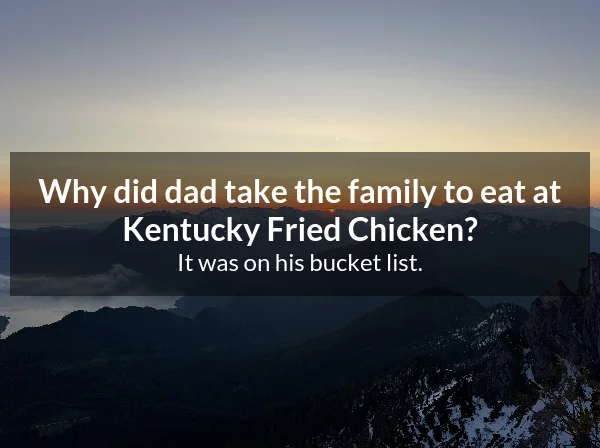 Why did dad take the family to eat at
Kentucky Fried Chicken?
It was on his bucket list.